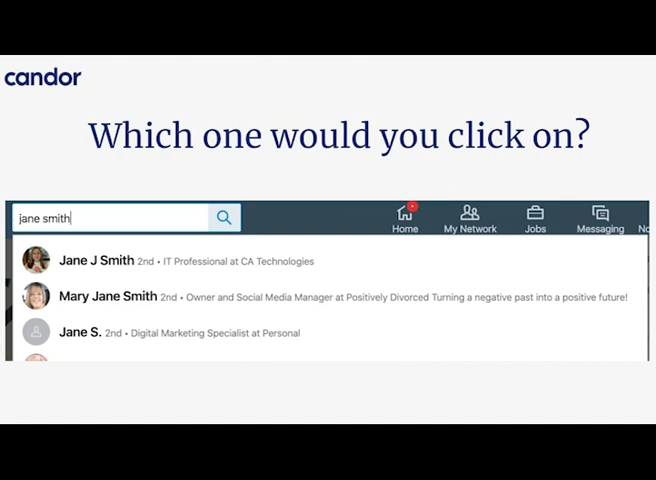 candor
Which one would you click on?
jane smith
Home
My Network
Jobs
Messaging
No
Jane J Smith 2nd • IT Professional at CA Technologies
Mary Jane Smith 2nd • Owner and Social Media Manager at Positively Divorced Turning a negative past into a positive future!
Jane S. 2nd • Digital Marketing Specialist at Personal